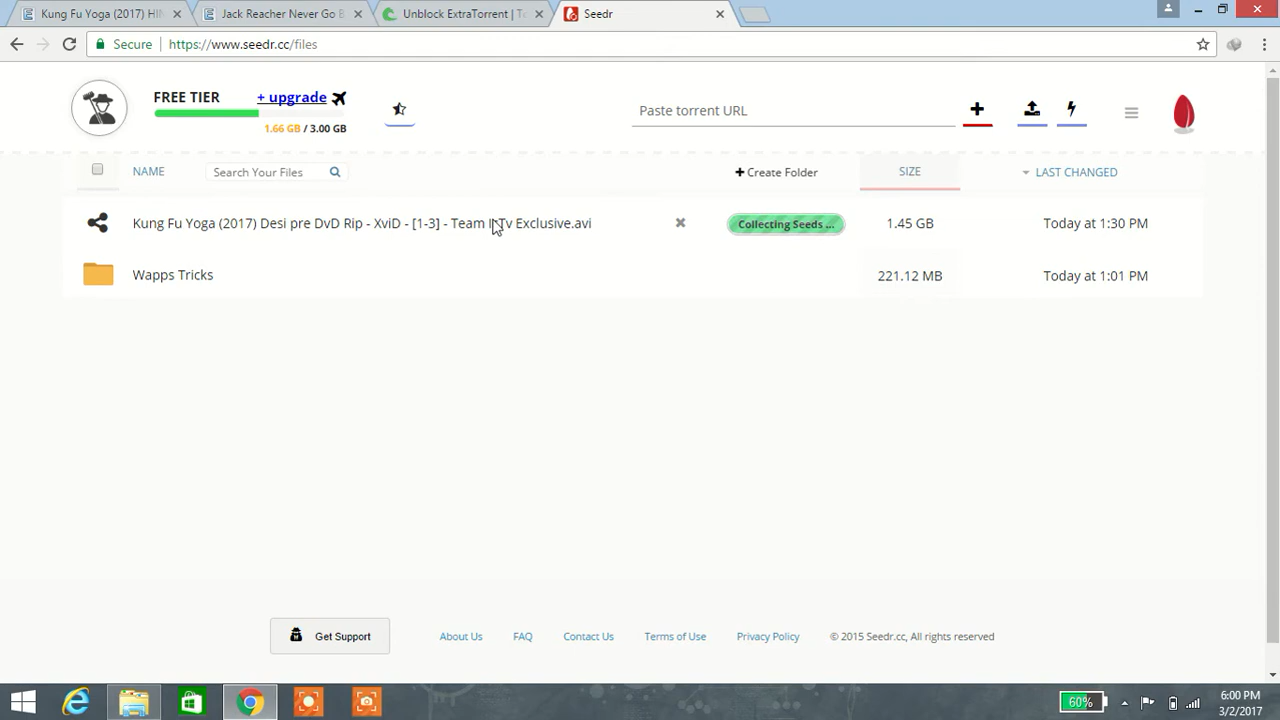 Kung Fu Yoga (2017) HIN
Jack Reacher Never Go B
Unblock ExtraTorrent | To
Seedr
Secure
https://www.seedr.cc/files
FREE TIER
+ upgrade
1.66 GB / 3.00 GB
Paste torrent URL
NAME
Search Your Files
Create Folder
SIZE
LAST CHANGED
Kung Fu Yoga (2017) Desi pre DvD Rip - XviD - [1-3] - Team Exclusive.avi
Collecting Seeds ...
1.45 GB
Today at 1:30 PM
Wapps Tricks
221.12 MB
Today at 1:01 PM
Get Support
About Us
FAQ
Contact Us
Terms of Use
Privacy Policy
© 2015 Seedr.cc, All rights reserved
60%
6:00 PM
3/2/2017